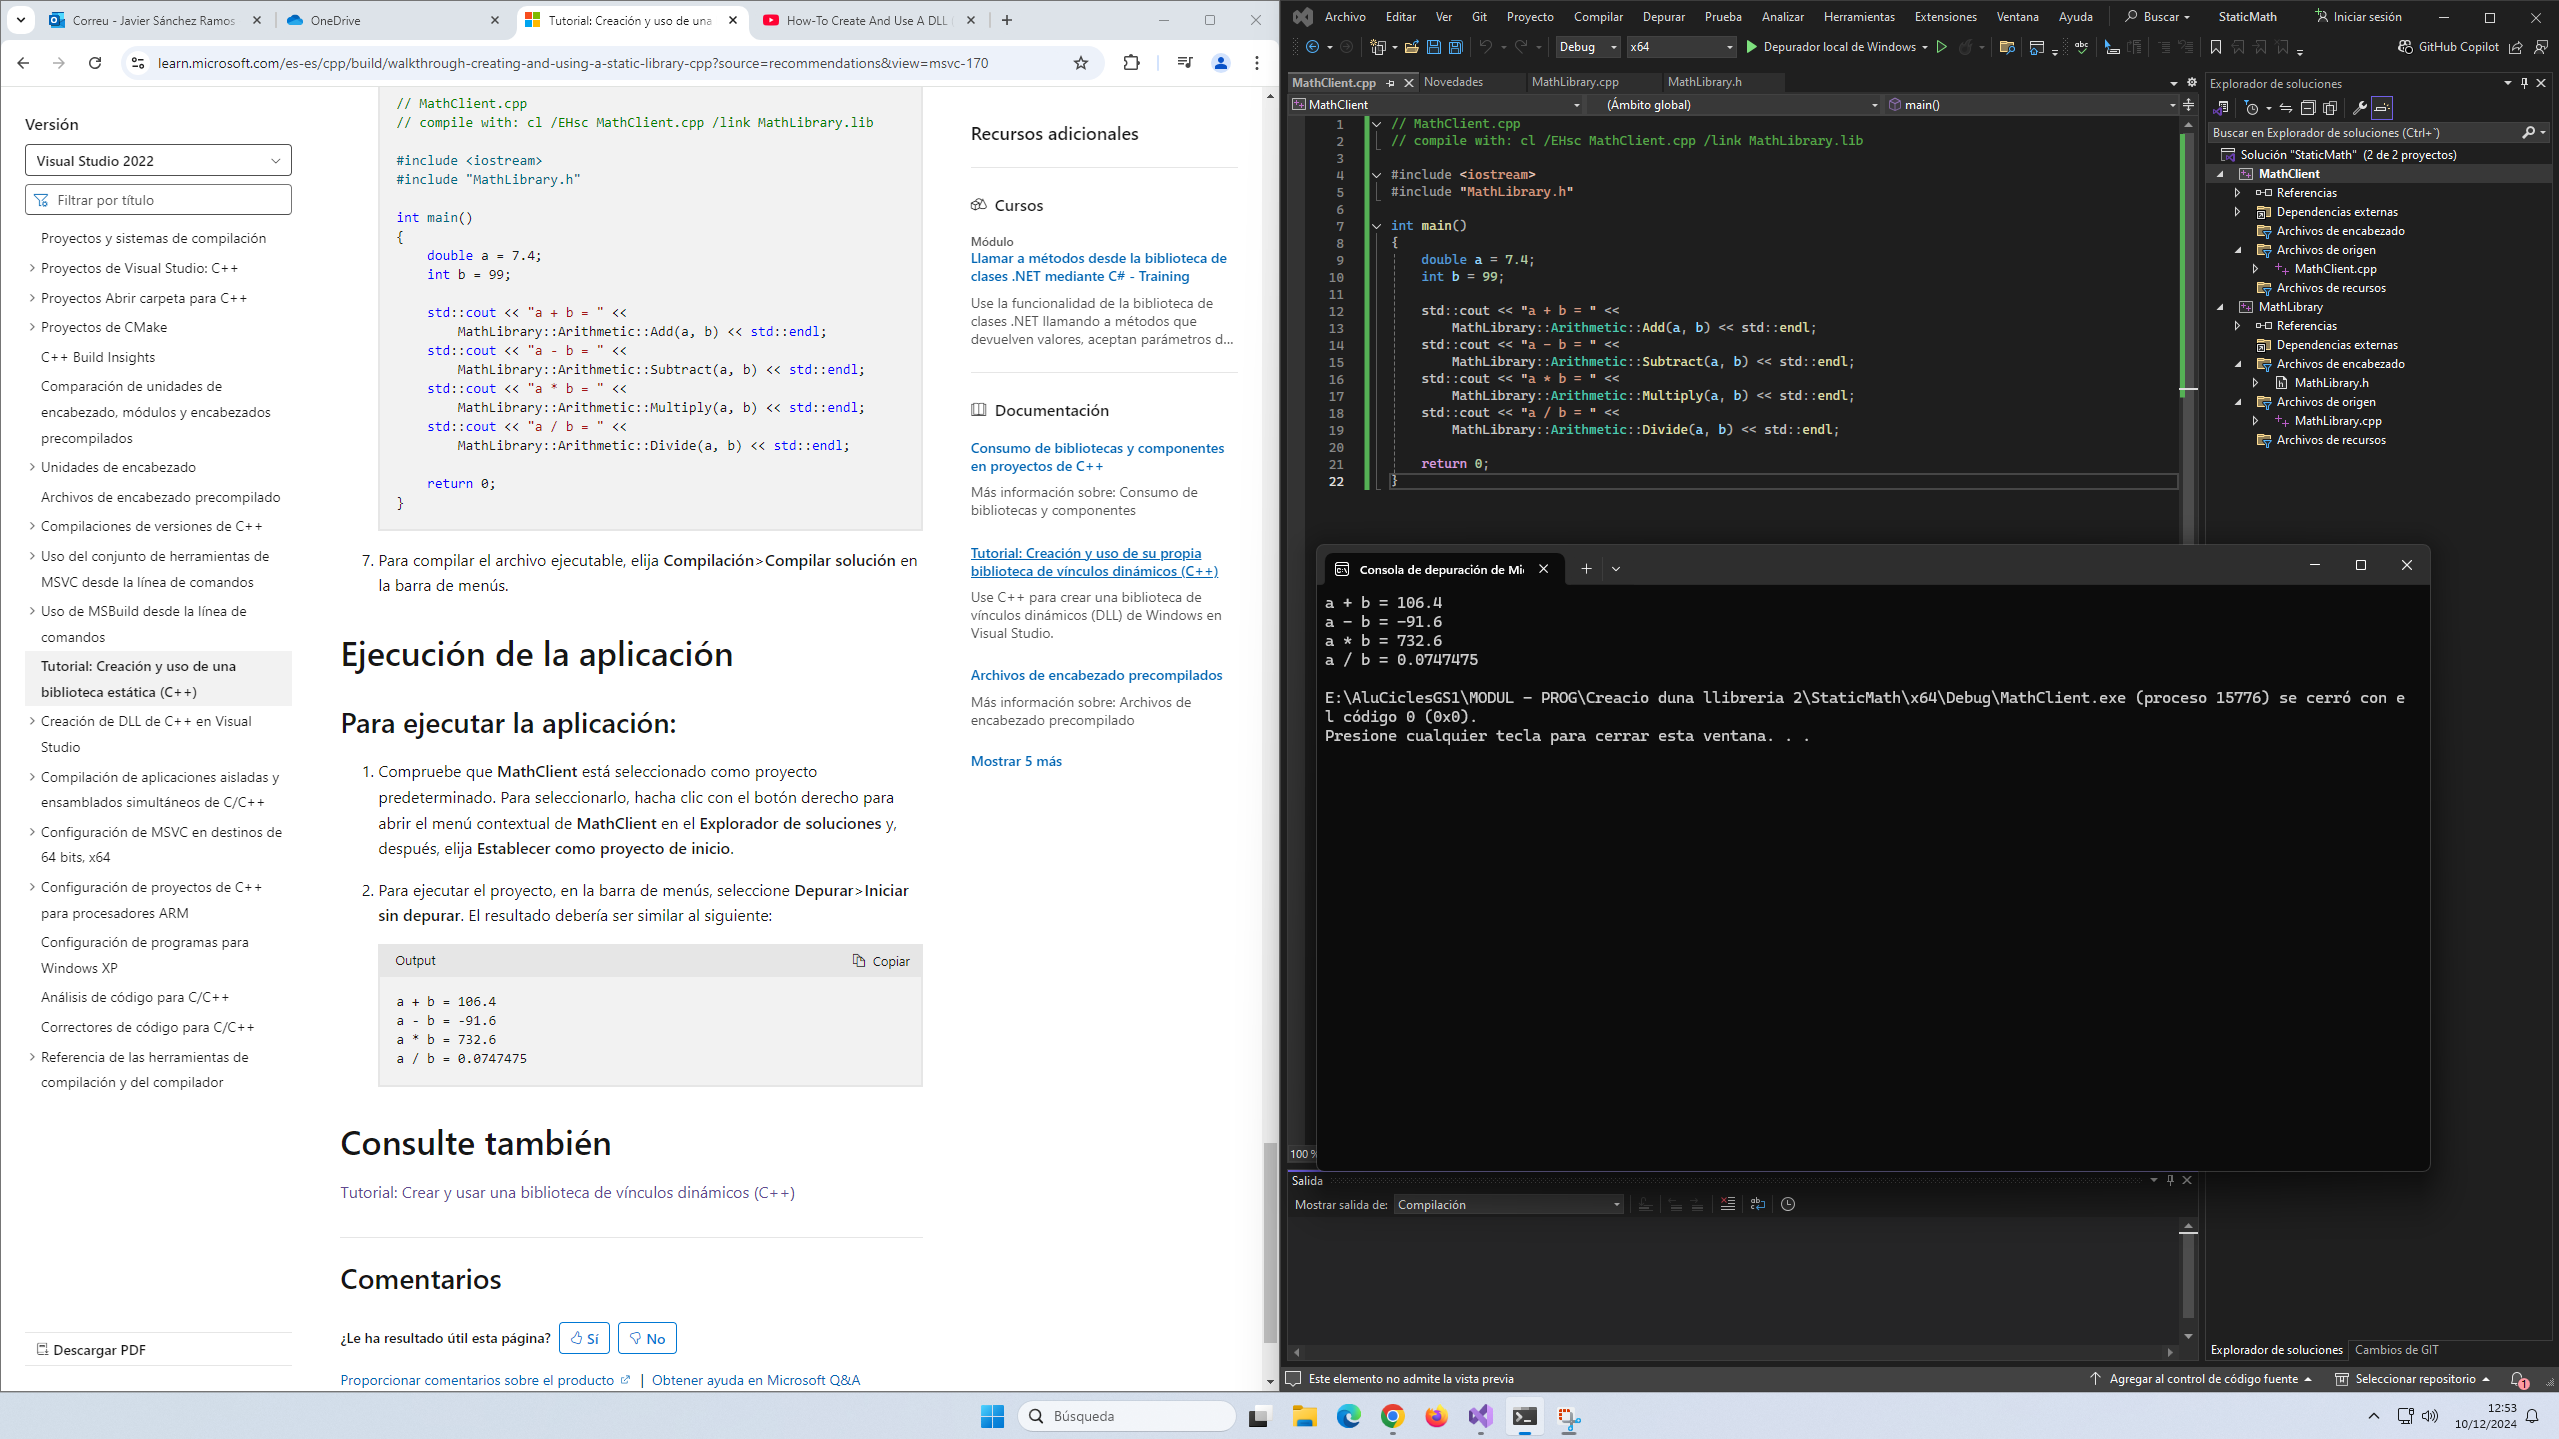 Correu - Javier Sánchez Ramos
OneDrive
Tutorial: Creación y uso de una
How-To Create And Use A DLL
learn.microsoft.com/es-es/cpp/build/walkthrough-creating-and-using-a-static-library-cpp?source=recommendations&view=msvc-170
Versión
Visual Studio 2022
Filtrar por título
Proyectos y sistemas de compilación
Proyectos de Visual Studio: C++
Proyectos Abrir carpeta para C++
Proyectos de CMake
C++ Build Insights
Comparación de unidades de
encabezado, módulos y encabezados
precompilados
Unidades de encabezado
Archivos de encabezado precompilado
Compilaciones de versiones de C++
Uso del conjunto de herramientas de
MSVC desde la línea de comandos
Uso de MSBuild desde la línea de
comandos
Tutorial: Creación y uso de una
biblioteca estática (C++)
Creación de DLL de C++ en Visual
Studio
Compilación de aplicaciones aisladas y
ensamblados simultáneos de C/C++
Configuración de MSVC en destinos de
64 bits, x64
Configuración de proyectos de C++
para procesadores ARM
Configuración de programas para
Windows XP
Análisis de código para C/C++
Correctores de código para C/C++
Referencia de las herramientas de
compilación y del compilador
Descargar PDF
// MathClient.cpp
// compile with: cl /EHsc MathClient.cpp /link MathLibrary.lib
#include <iostream>
#include "MathLibrary.h"
int main()
{
double a = 7.4;
int b = 99;
std::cout << "a + b = " <<
MathLibrary::Arithmetic::Add(a, b) << std::endl;
std::cout << "a - b = " <<
MathLibrary::Arithmetic::Subtract(a, b) << std::endl;
std::cout << "a * b = " <<
MathLibrary::Arithmetic::Multiply(a, b) << std::endl;
std::cout << "a / b = " <<
MathLibrary::Arithmetic::Divide(a, b) << std::endl;
return 0;
}
7. Para compilar el archivo ejecutable, elija Compilación>Compilar solución en
la barra de menús.
Ejecución de la aplicación
Para ejecutar la aplicación:
1. Compruebe que MathClient está seleccionado como proyecto
predeterminado. Para seleccionarlo, hacha clic con el botón derecho para
abrir el menú contextual de MathClient en el Explorador de soluciones y,
después, elija Establecer como proyecto de inicio.
2. Para ejecutar el proyecto, en la barra de menús, seleccione Depurar>Iniciar
sin depurar. El resultado debería ser similar al siguiente:
Output Copiar
a + b = 106.4
a - b = -91.6
a * b = 732.6
a / b = 0.0747475
Consulte también
Tutorial: Crear y usar una biblioteca de vínculos dinámicos (C++)
Comentarios
¿Le ha resultado útil esta página? Sí No
Proporcionar comentarios sobre el producto | Obtener ayuda en Microsoft Q&A
Recursos adicionales
Cursos
Módulo
Llamar a métodos desde la biblioteca de
clases .NET mediante C# - Training
Use la funcionalidad de la biblioteca de
clases .NET llamando a métodos que
devuelven valores, aceptan parámetros d...
Documentación
Consumo de bibliotecas y componentes
en proyectos de C++
Más información sobre: Consumo de
bibliotecas y componentes
Tutorial: Creación y uso de su propia
biblioteca de vínculos dinámicos (C++)
Use C++ para crear una biblioteca de
vínculos dinámicos (DLL) de Windows en
Visual Studio.
Archivos de encabezado precompilados
Más información sobre: Archivos de
encabezado precompilado
Mostrar 5 más
Archivo Editar Ver Git Proyecto Compilar Depurar Prueba Analizar Herramientas Extensiones Ventana Ayuda Buscar StaticMath Iniciar sesión
Debug x64 Depurador local de Windows GitHub Copilot
MathClient.cpp Novedades MathLibrary.cpp MathLibrary.h
MathClient (Ámbito global) main()
1 // MathClient.cpp
2 // compile with: cl /EHsc MathClient.cpp /link MathLibrary.lib
3
4 #include <iostream>
5 #include "MathLibrary.h"
6
7 int main()
8 {
9 double a = 7.4;
10 int b = 99;
11
12 std::cout << "a + b = " <<
13 MathLibrary::Arithmetic::Add(a, b) << std::endl;
14 std::cout << "a - b = " <<
15 MathLibrary::Arithmetic::Subtract(a, b) << std::endl;
16 std::cout << "a * b = " <<
17 MathLibrary::Arithmetic::Multiply(a, b) << std::endl;
18 std::cout << "a / b = " <<
19 MathLibrary::Arithmetic::Divide(a, b) << std::endl;
20
21 return 0;
22 }
Explorador de soluciones
Buscar en Explorador de soluciones (Ctrl+`)
Solución "StaticMath" (2 de 2 proyectos)
MathClient
Referencias
Dependencias externas
Archivos de encabezado
Archivos de origen
MathClient.cpp
Archivos de recursos
MathLibrary
Referencias
Dependencias externas
Archivos de encabezado
MathLibrary.h
Archivos de origen
MathLibrary.cpp
Archivos de recursos
Consola de depuración de Mi
a + b = 106.4
a - b = -91.6
a * b = 732.6
a / b = 0.0747475
E:\AluCiclesGS1\MODUL - PROG\Creacio duna llibreria 2\StaticMath\x64\Debug\MathClient.exe (proceso 15776) se cerró con e
l código 0 (0x0).
Presione cualquier tecla para cerrar esta ventana. . .
100 %
Salida
Mostrar salida de: Compilación
Explorador de soluciones Cambios de GIT
Este elemento no admite la vista previa Agregar al control de código fuente Seleccionar repositorio 1
Búsqueda
12:53
10/12/2024